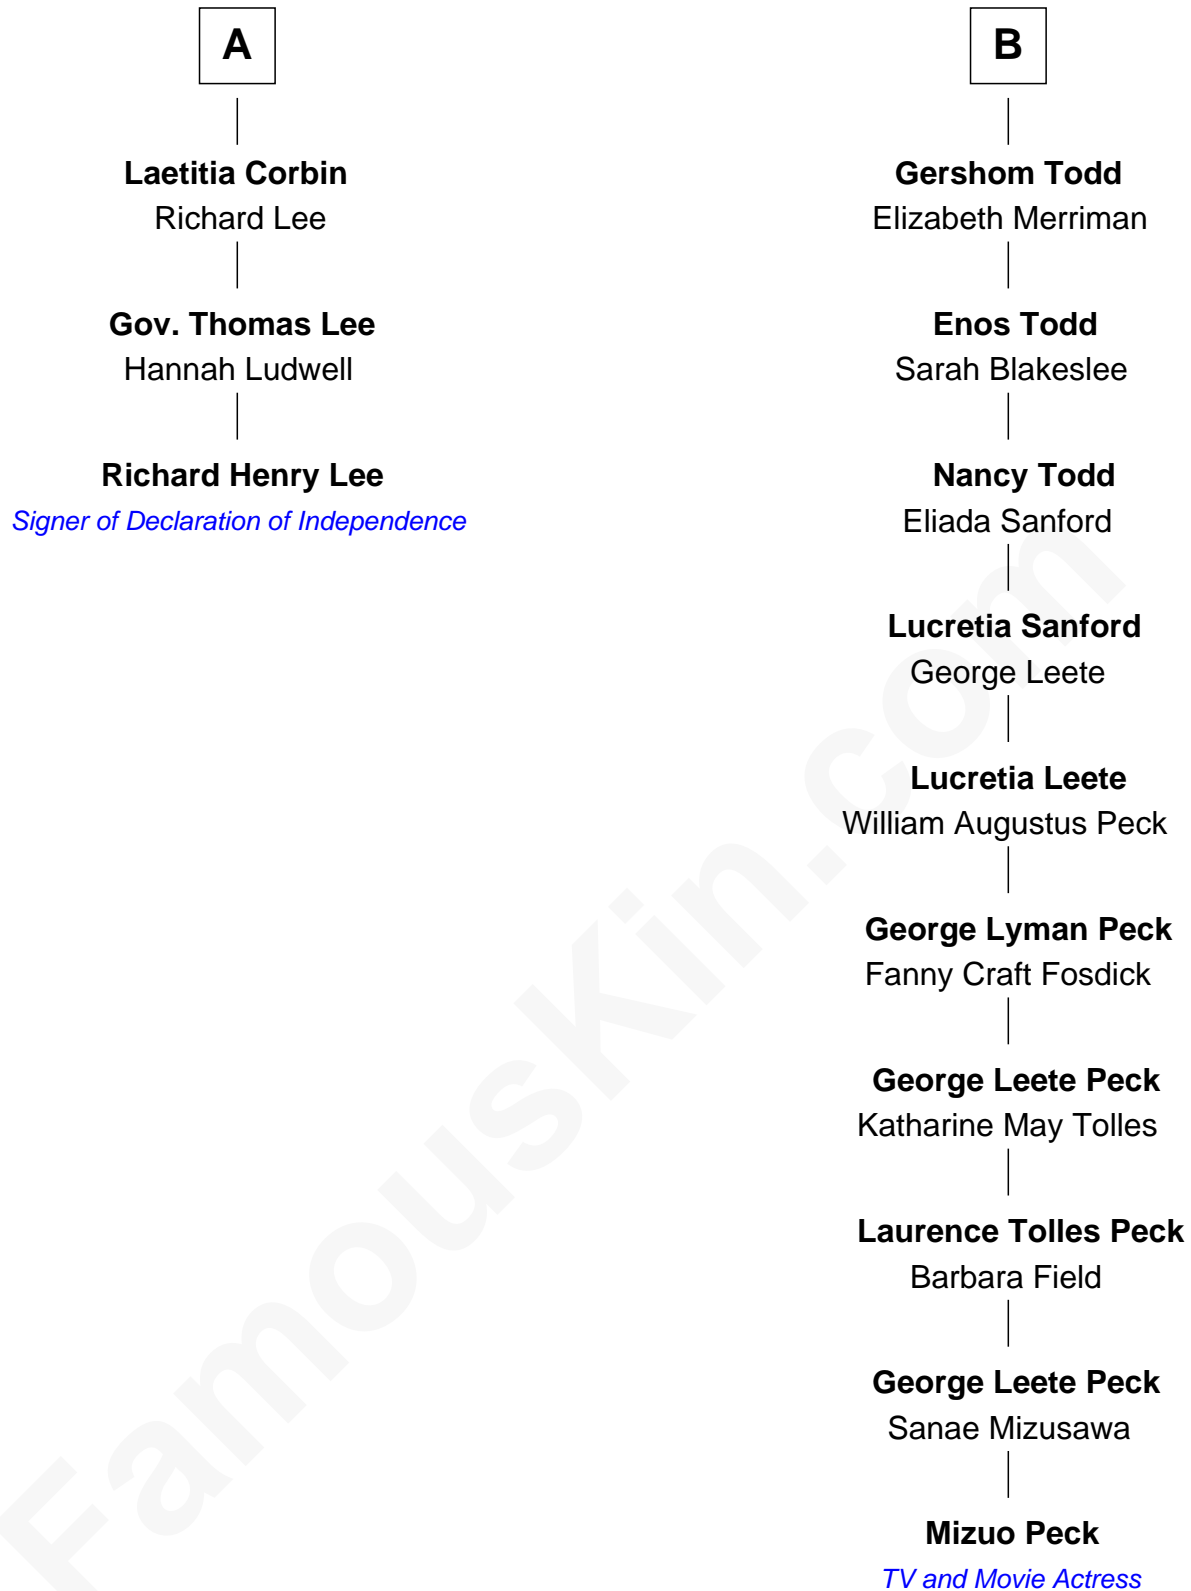 A
Laetitia Corbin
Richard Lee
Gov. Thomas Lee
Hannah Ludwell
Richard Henry Lee
Signer of Declaration of Independence
B
Gershom Todd
Elizabeth Merriman
Enos Todd
Sarah Blakeslee
Nancy Todd
Eliada Sanford
Lucretia Sanford
George Leete
Lucretia Leete
William Augustus Peck
George Lyman Peck
Fanny Craft Fosdick
George Leete Peck
Katharine May Tolles
Laurence Tolles Peck
Barbara Field
George Leete Peck
Sanae Mizusawa
Mizuo Peck
TV and Movie Actress
FamousKin.com